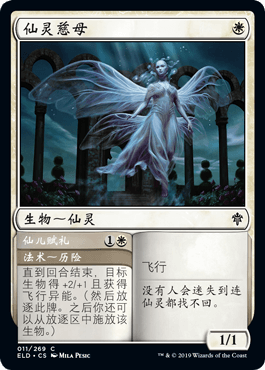 仙灵慈母
生物～仙灵
仙儿赋礼
法术～历险
直到回合结束，目标
生物得+2/+1且获得
飞行异能。（然后放
逐此牌。之后你还可
以从放逐区中施放该
生物。）
飞行
没有人会迷失到连
仙灵都找不回。
1/1
011/269 C
ELD • CS MILA PESIC
™ & © 2019 Wizards of the Coast